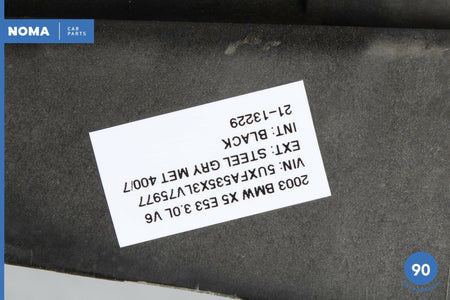 NOMA
CAR
PARTS
2003 BMW X5 E53 3.0L V6
VIN: 5UXFA535X3LV75977
EXT: STEEL GRY MET 400/7
INT: BLACK
21-13229
90